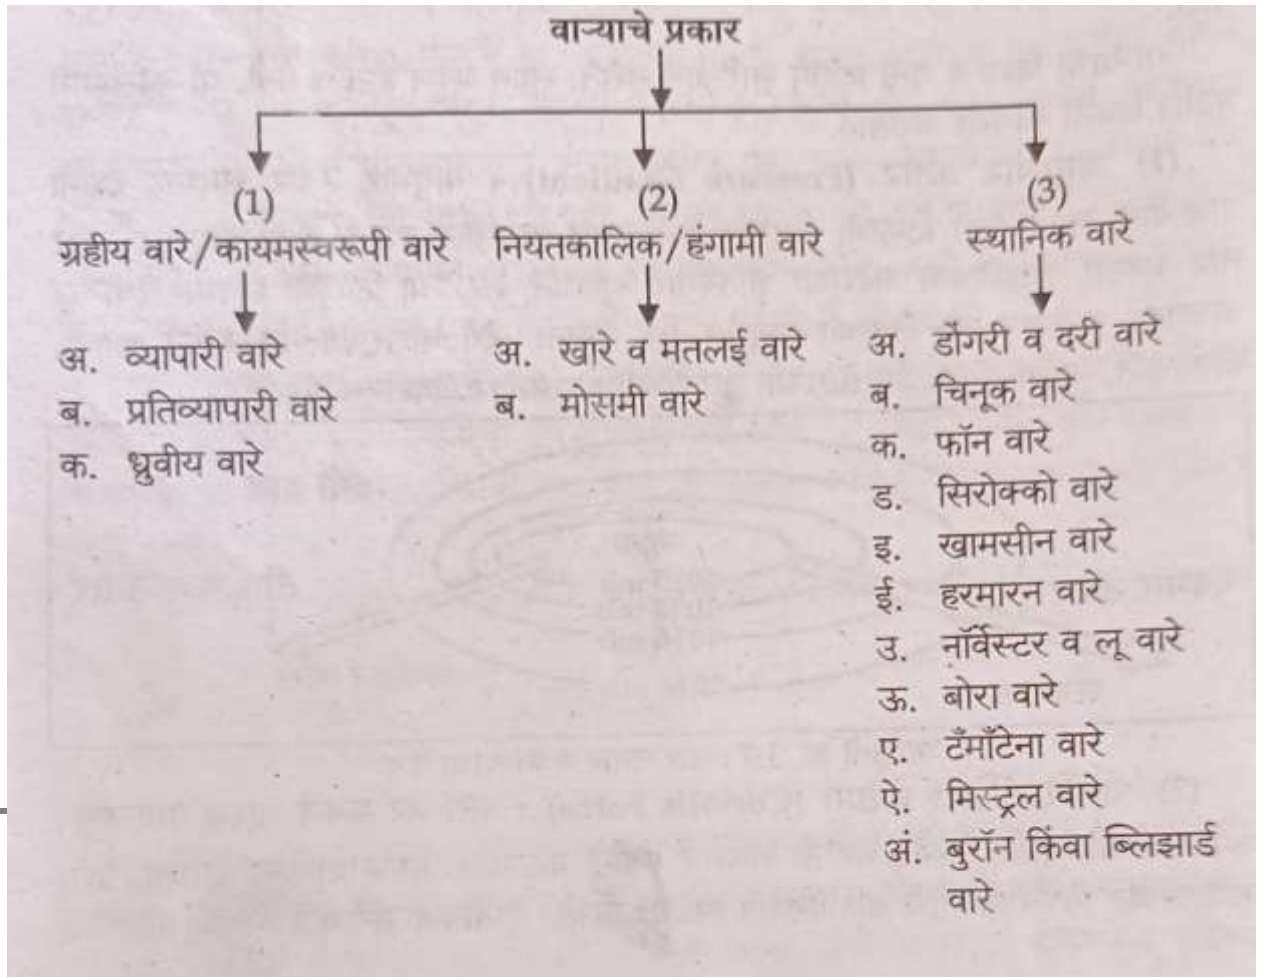 वाऱ्याचे प्रकार
(1)
ग्रहीय वारे/कायमस्वरूपी वारे
अ. व्यापारी वारे
ब. प्रतिव्यापारी वारे
क. ध्रुवीय वारे
(2)
नियतकालिक/हंगामी वारे
अ. खारे व मतलई वारे
ब. मोसमी वारे
(3)
स्थानिक वारे
अ. डोंगरी व दरी वारे
ब. चिनूक वारे
क. फॉन वारे
ड. सिरोक्को वारे
इ. खामसीन वारे
ई. हरमारन वारे
उ. नॉर्वेस्टर व लू वारे
ऊ. बोरा वारे
ए. टँमाँटेना वारे
ऐ. मिस्ट्रल वारे
अं. बुरॉन किंवा ब्लिझार्ड
वारे